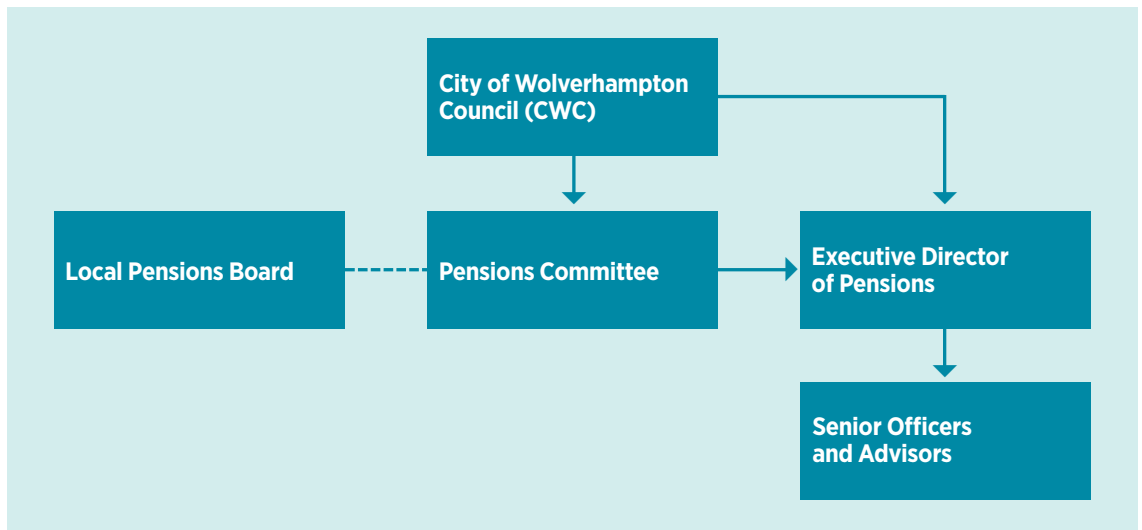 City of Wolverhampton
Council (CWC)
Local Pensions Board
Pensions Committee
Executive Director
of Pensions
Senior Officers
and Advisors